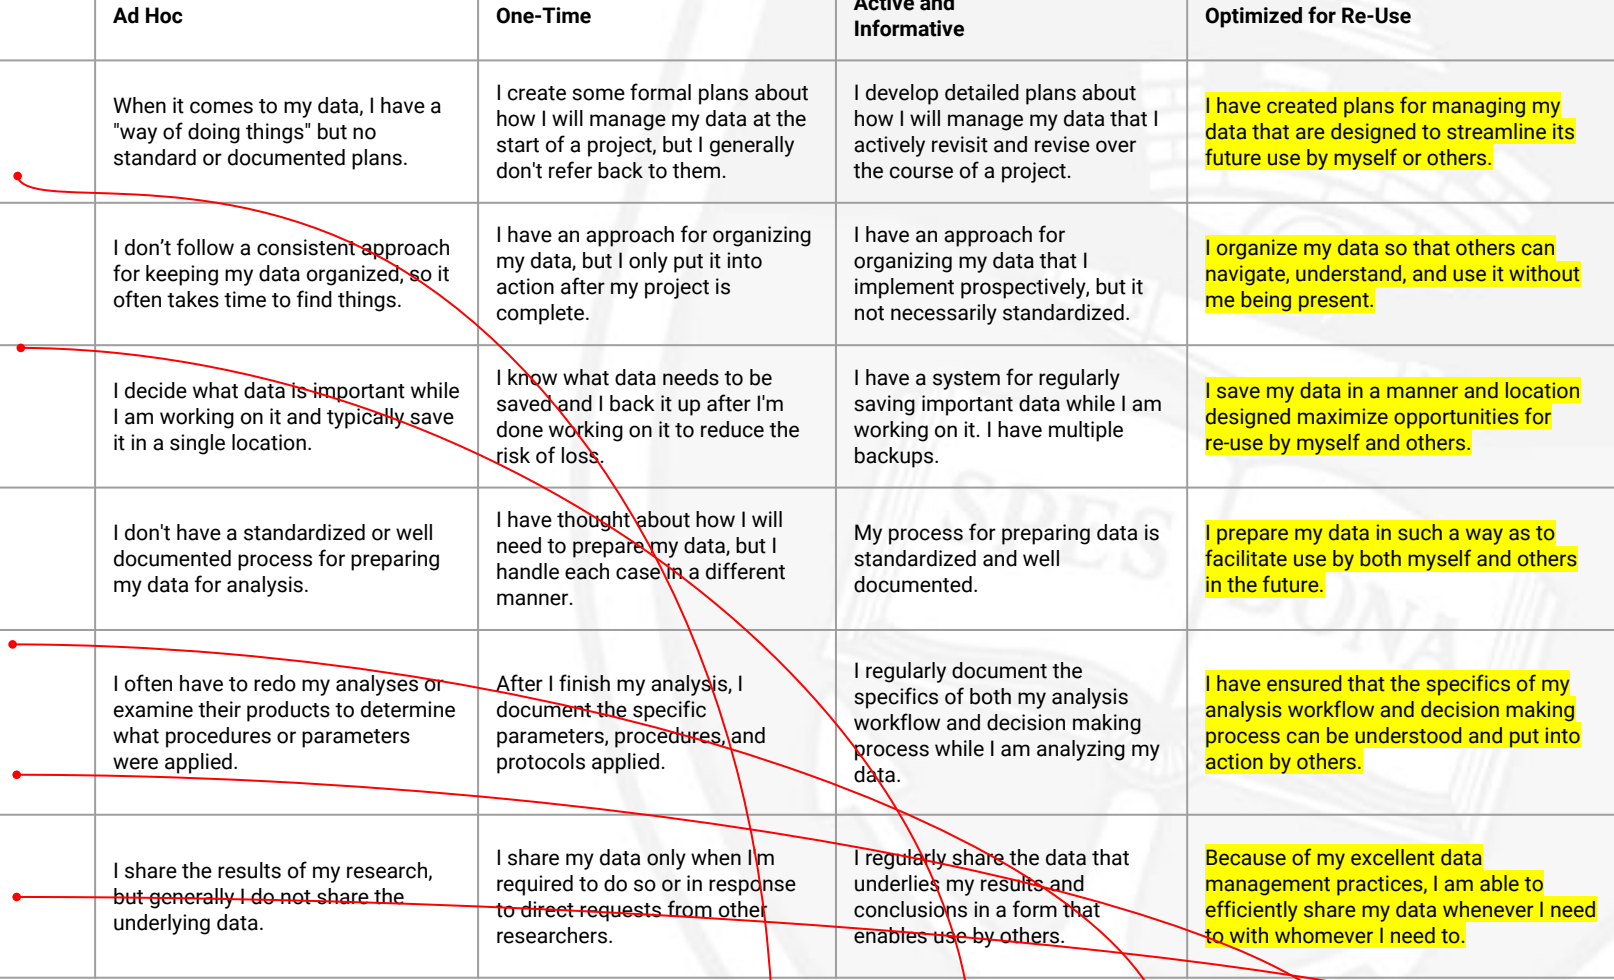 Ad Hoc
One-Time
Active and
Informative
Optimized for Re-Use
When it comes to my data, I have a
"way of doing things" but no
standard or documented plans.
I create some formal plans about
how I will manage my data at the
start of a project, but I generally
don't refer back to them.
I develop detailed plans about
how I will manage my data that I
actively revisit and revise over
the course of a project.
I have created plans for managing my
data that are designed to streamline its
future use by myself or others.
I don’t follow a consistent approach
for keeping my data organized, so it
often takes time to find things.
I have an approach for organizing
my data, but I only put it into
action after my project is
complete.
I have an approach for
organizing my data that I
implement prospectively, but it
not necessarily standardized.
I organize my data so that others can
navigate, understand, and use it without
me being present.
I decide what data is important while
I am working on it and typically save
it in a single location.
I know what data needs to be
saved and I back it up after I'm
done working on it to reduce the
risk of loss.
I have a system for regularly
saving important data while I am
working on it. I have multiple
backups.
I save my data in a manner and location
designed maximize opportunities for
re-use by myself and others.
I don't have a standardized or well
documented process for preparing
my data for analysis.
I have thought about how I will
need to prepare my data, but I
handle each case in a different
manner.
My process for preparing data is
standardized and well
documented.
I prepare my data in such a way as to
facilitate use by both myself and others
in the future.
I often have to redo my analyses or
examine their products to determine
what procedures or parameters
were applied.
After I finish my analysis, I
document the specific
parameters, procedures, and
protocols applied.
I regularly document the
specifics of both my analysis
workflow and decision making
process while I am analyzing my
data.
I have ensured that the specifics of my
analysis workflow and decision making
process can be understood and put into
action by others.
I share the results of my research,
but generally I do not share the
underlying data.
I share my data only when I'm
required to do so or in response
to direct requests from other
researchers.
I regularly share the data that
underlies my results and
conclusions in a form that
enables use by others.
Because of my excellent data
management practices, I am able to
efficiently share my data whenever I need
to with whomever I need to.
SPES BONA